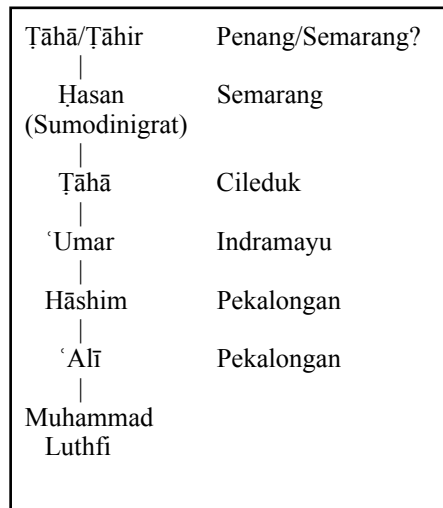 Ṭāhā/Ṭāhir Penang/Semarang?
|
Ḥasan Semarang
(Sumodinigrat)
|
Ṭāhā Cileduk
|
ʿUmar Indramayu
|
Hāshim Pekalongan
|
ʿAlī Pekalongan
|
Muhammad
Luthfi